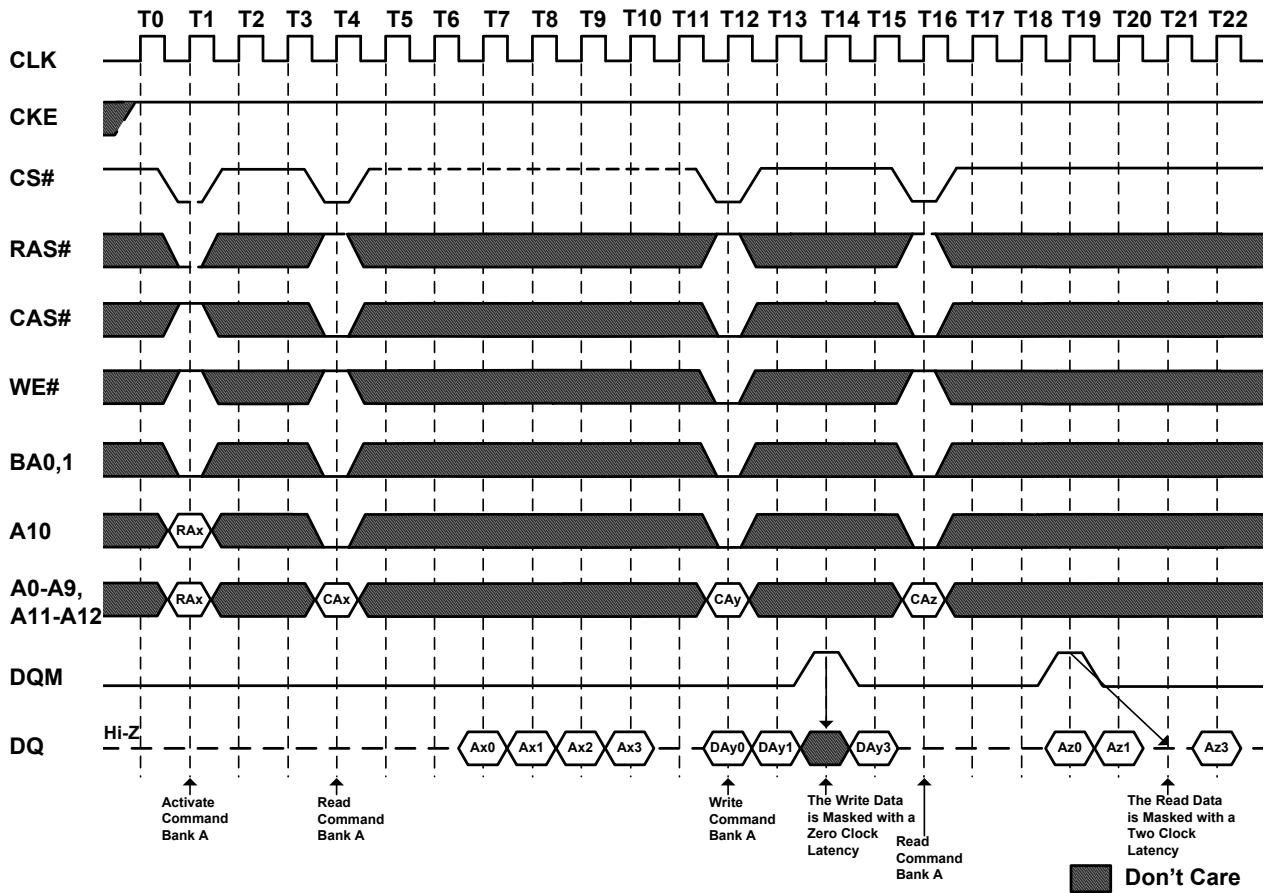 T0 T1 T2 T3 T4 T5 T6 T7 T8 T9 T10 T11 T12 T13 T14 T15 T16 T17 T18 T19 T20 T21 T22
CLK
CKE
CS#
RAS#
CAS#
WE#
BA0,1
A10
RAx
A0-A9,
A11-A12
RAx CAx CAy CAz
DQM
DQ
Hi-Z
Ax0 Ax1 Ax2 Ax3 DAy0 DAy1 DAy3 Az0 Az1 Az3
Activate
Command
Bank A
Read
Command
Bank A
Write
Command
Bank A
The Write Data
is Masked with a
Zero Clock
Latency
Read
Command
Bank A
The Read Data
is Masked with a
Two Clock
Latency
Don't Care